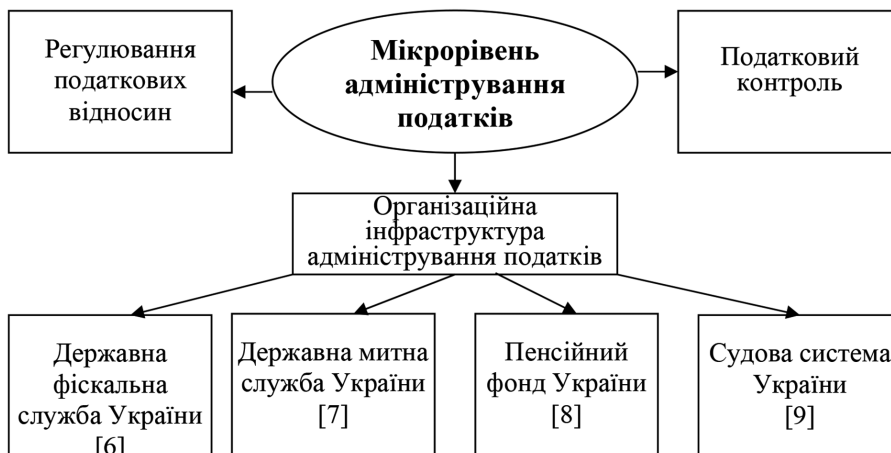 Регулювання
податкових
відносин
Мікрорівень
адміністрування
податків
Податковий
контроль
Організаційна
інфраструктура
адміністрування податків
Державна
фіскальна
служба України
[6]
Державна митна
служба України
[7]
Пенсійний
фонд України
[8]
Судова система
України
[9]